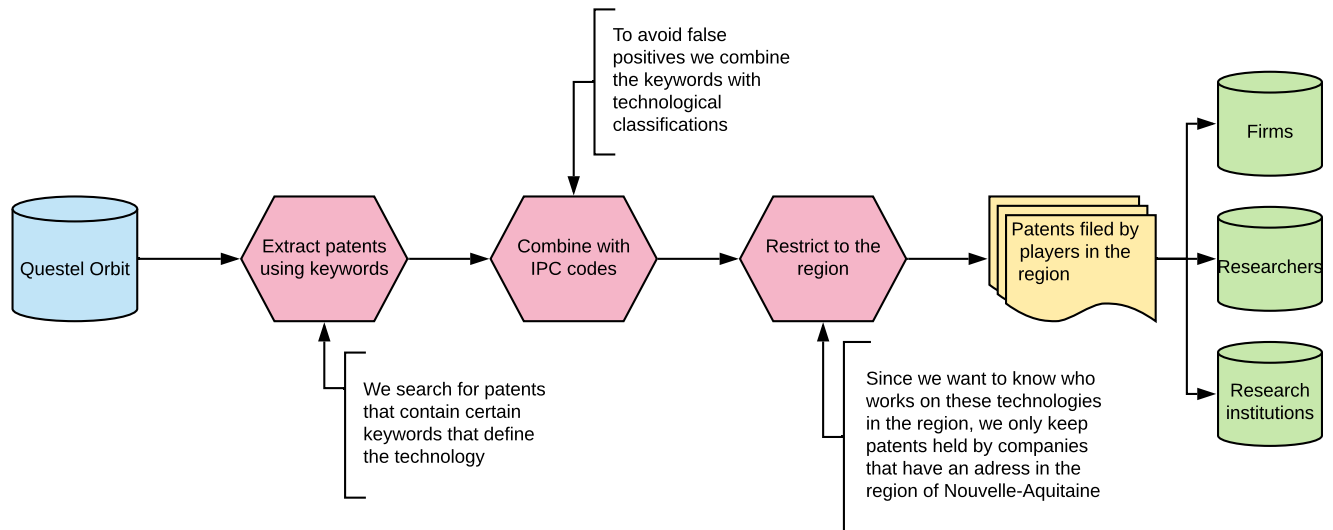 To avoid false
positives we combine
the keywords with
technological
classifications
Firms
Questel Orbit
Extract patents
using keywords
Combine with
IPC codes
Restrict to the
region
Patents filed by
players in the
region
Researchers
We search for patents
that contain certain
keywords that define
the technology
Since we want to know who
works on these technologies
in the region, we only keep
patents held by companies
that have an adress in the
region of Nouvelle-Aquitaine
Research
institutions